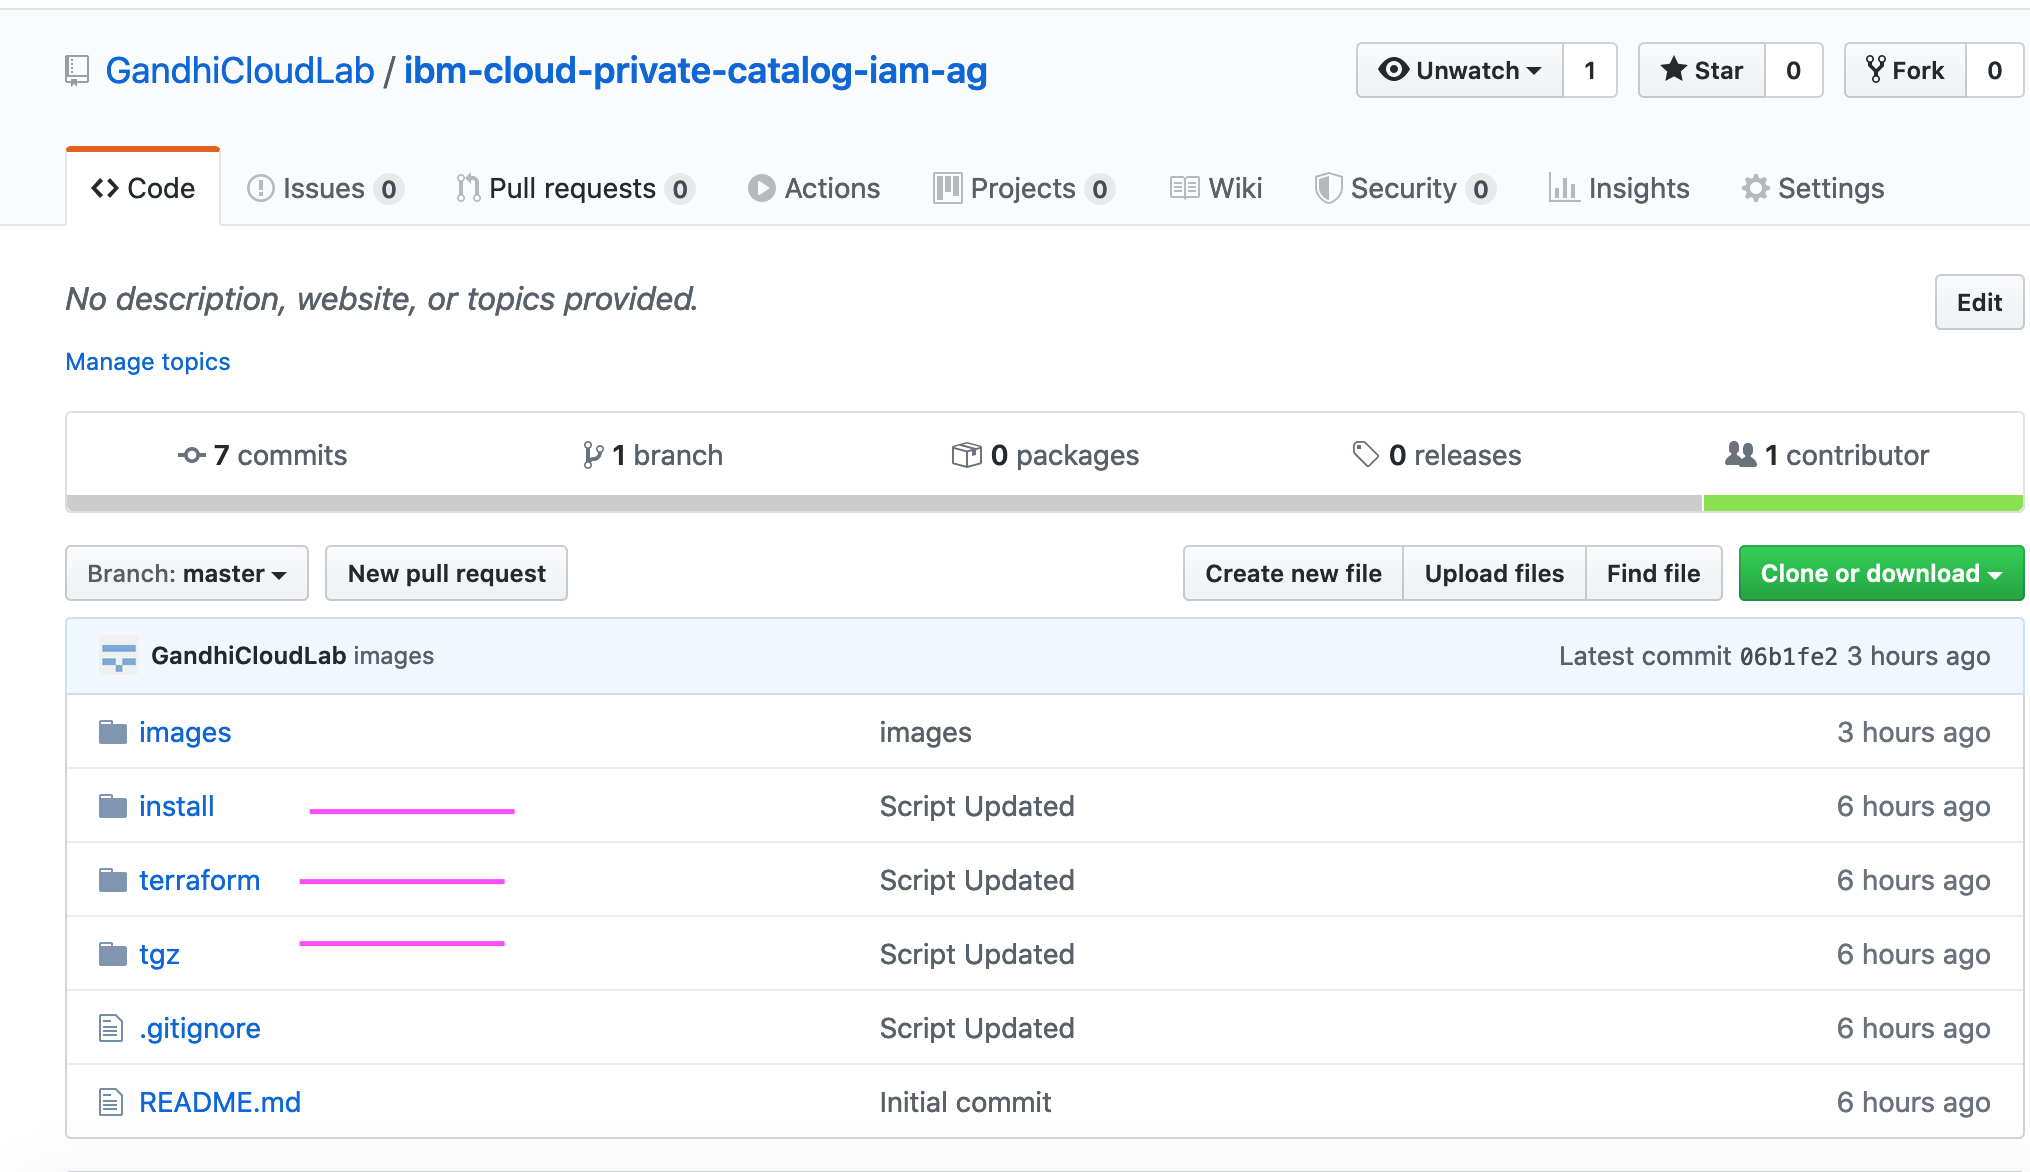 GandhiCloudLab / ibm-cloud-private-catalog-iam-ag Unwatch 1 Star 0 Fork 0
Code Issues 0 Pull requests 0 Actions Projects 0 Wiki Security 0 Insights Settings
No description, website, or topics provided. Edit
Manage topics
7 commits 1 branch 0 packages 0 releases 1 contributor
Branch: master New pull request Create new file Upload files Find file Clone or download
GandhiCloudLab images Latest commit 06b1fe2 3 hours ago
images images 3 hours ago
install Script Updated 6 hours ago
terraform Script Updated 6 hours ago
tgz Script Updated 6 hours ago
.gitignore Script Updated 6 hours ago
README.md Initial commit 6 hours ago